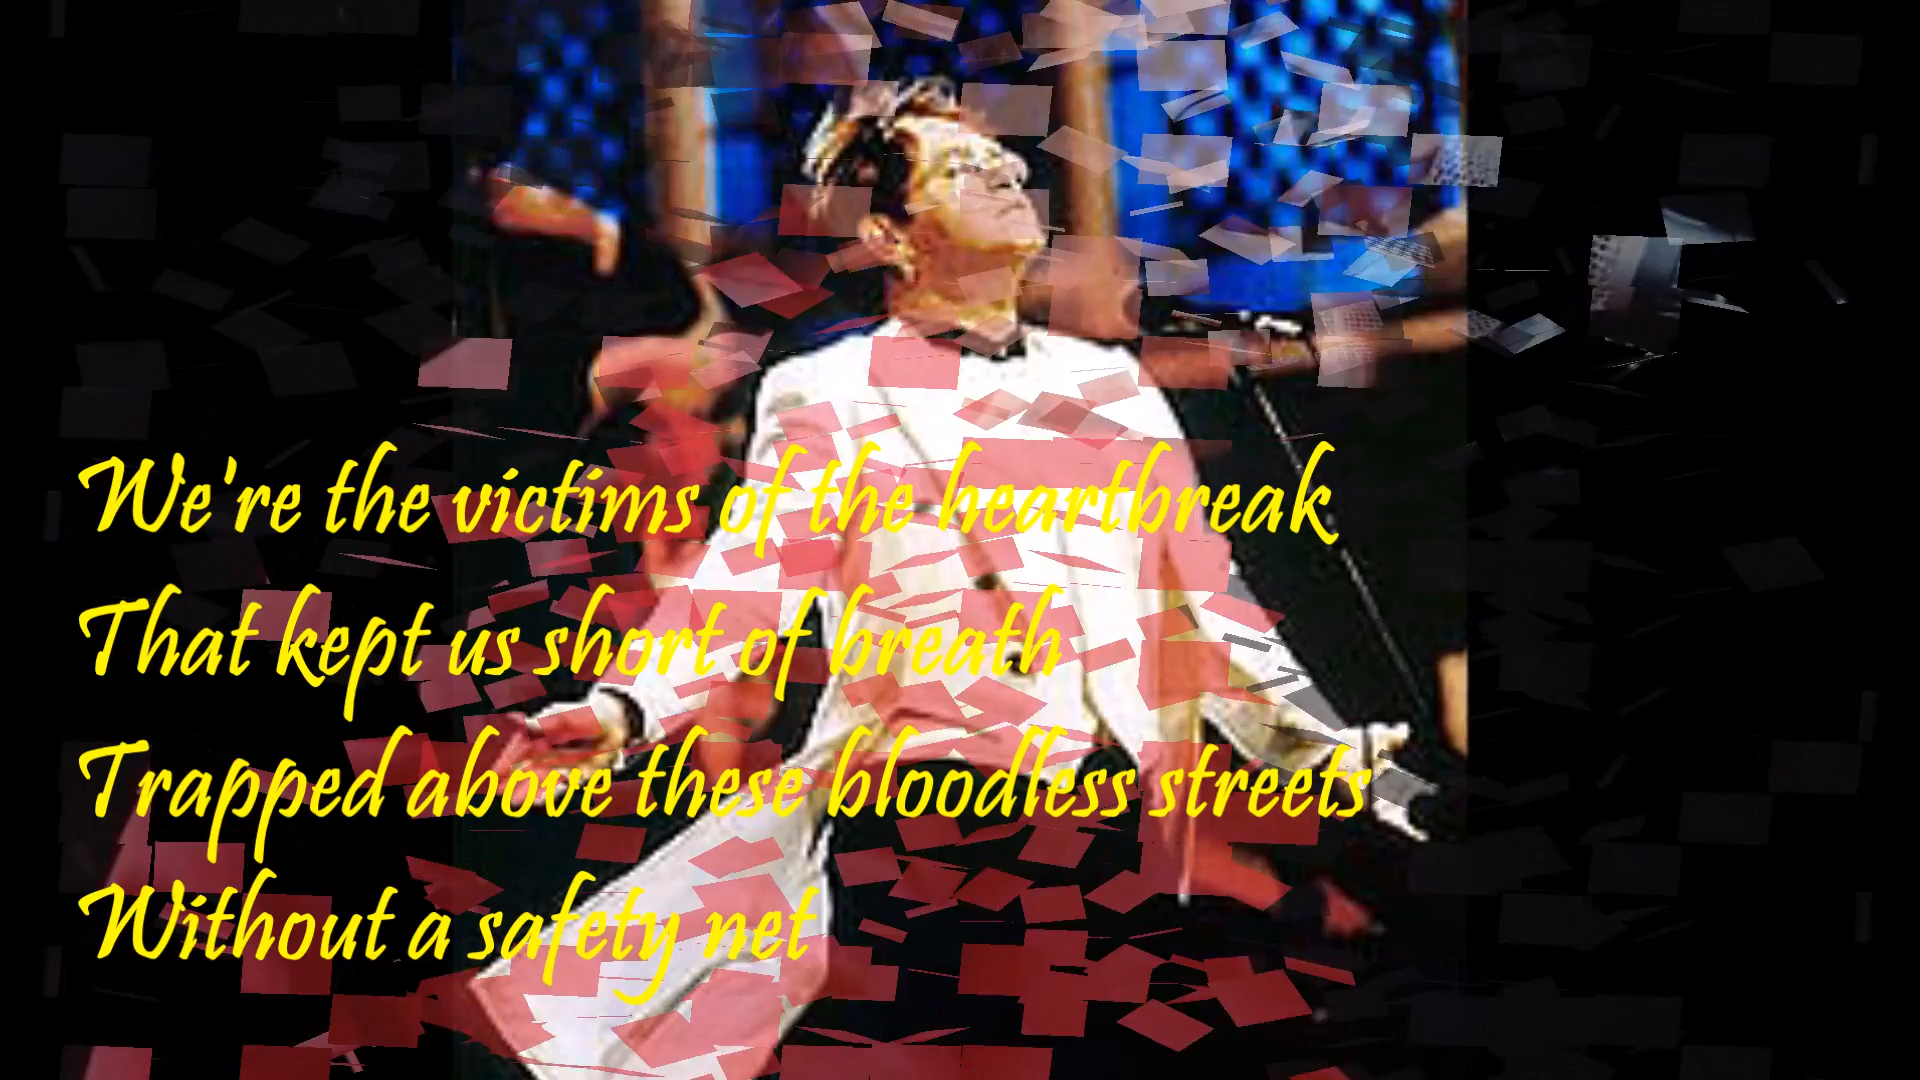 We're the victims of the heartbreak
That kept us short of breath
Trapped above these bloodless streets
Without a safety net